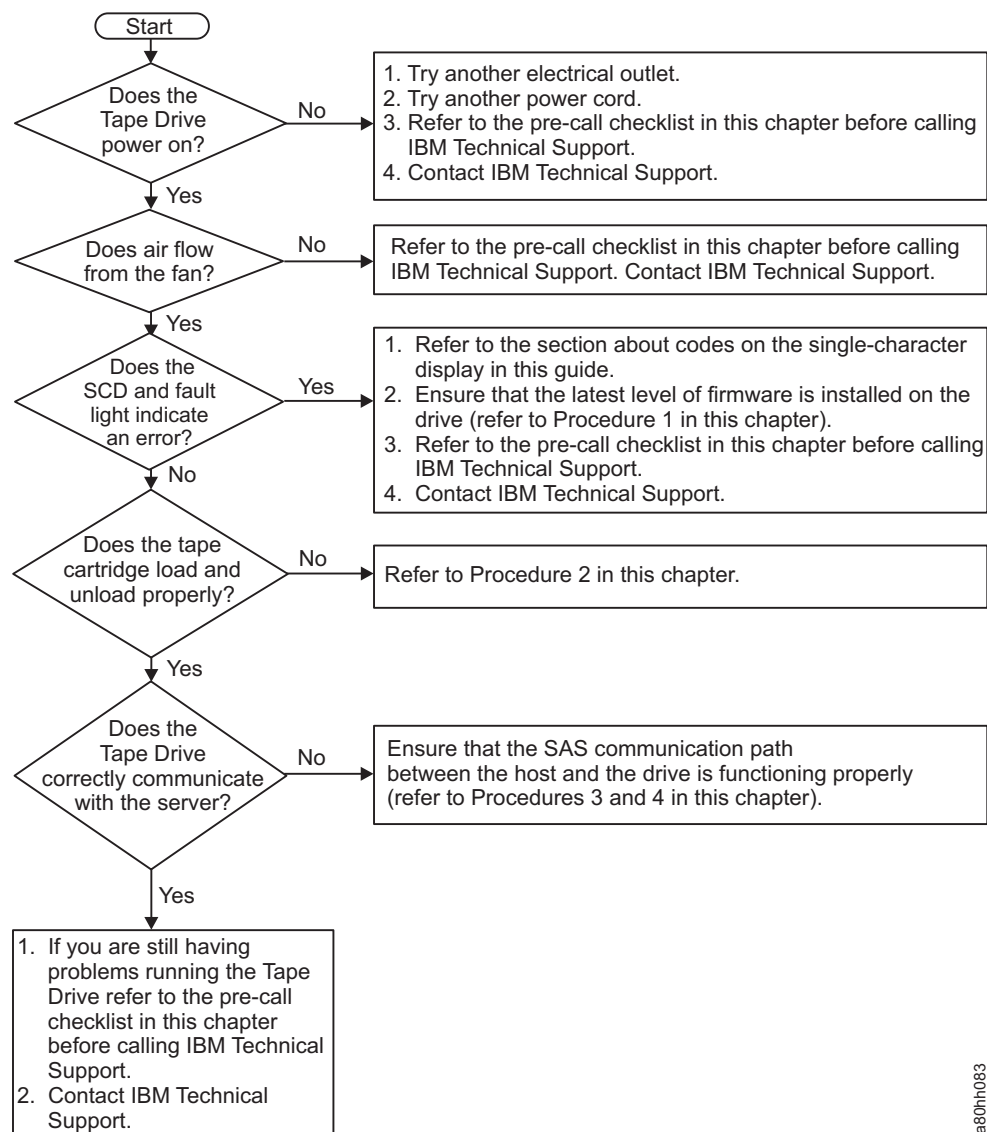 Start
Does the
Tape Drive
power on?
No
1. Try another electrical outlet.
2. Try another power cord.
3. Refer to the pre-call checklist in this chapter before calling
IBM Technical Support.
4. Contact IBM Technical Support.
Yes
Does air flow
from the fan?
No
Refer to the pre-call checklist in this chapter before calling
IBM Technical Support. Contact IBM Technical Support.
Yes
Does the
SCD and fault
light indicate
an error?
Yes
1. Refer to the section about codes on the single-character
display in this guide.
2. Ensure that the latest level of firmware is installed on the
drive (refer to Procedure 1 in this chapter).
3. Refer to the pre-call checklist in this chapter before calling
IBM Technical Support.
4. Contact IBM Technical Support.
No
Does the tape
cartridge load and
unload properly?
No
Refer to Procedure 2 in this chapter.
Yes
Does the
Tape Drive
correctly communicate
with the server?
No
Ensure that the SAS communication path
between the host and the drive is functioning properly
(refer to Procedures 3 and 4 in this chapter).
Yes
1. If you are still having
problems running the Tape
Drive refer to the pre-call
checklist in this chapter
before calling IBM Technical
Support.
2. Contact IBM Technical
Support.
a80hh083